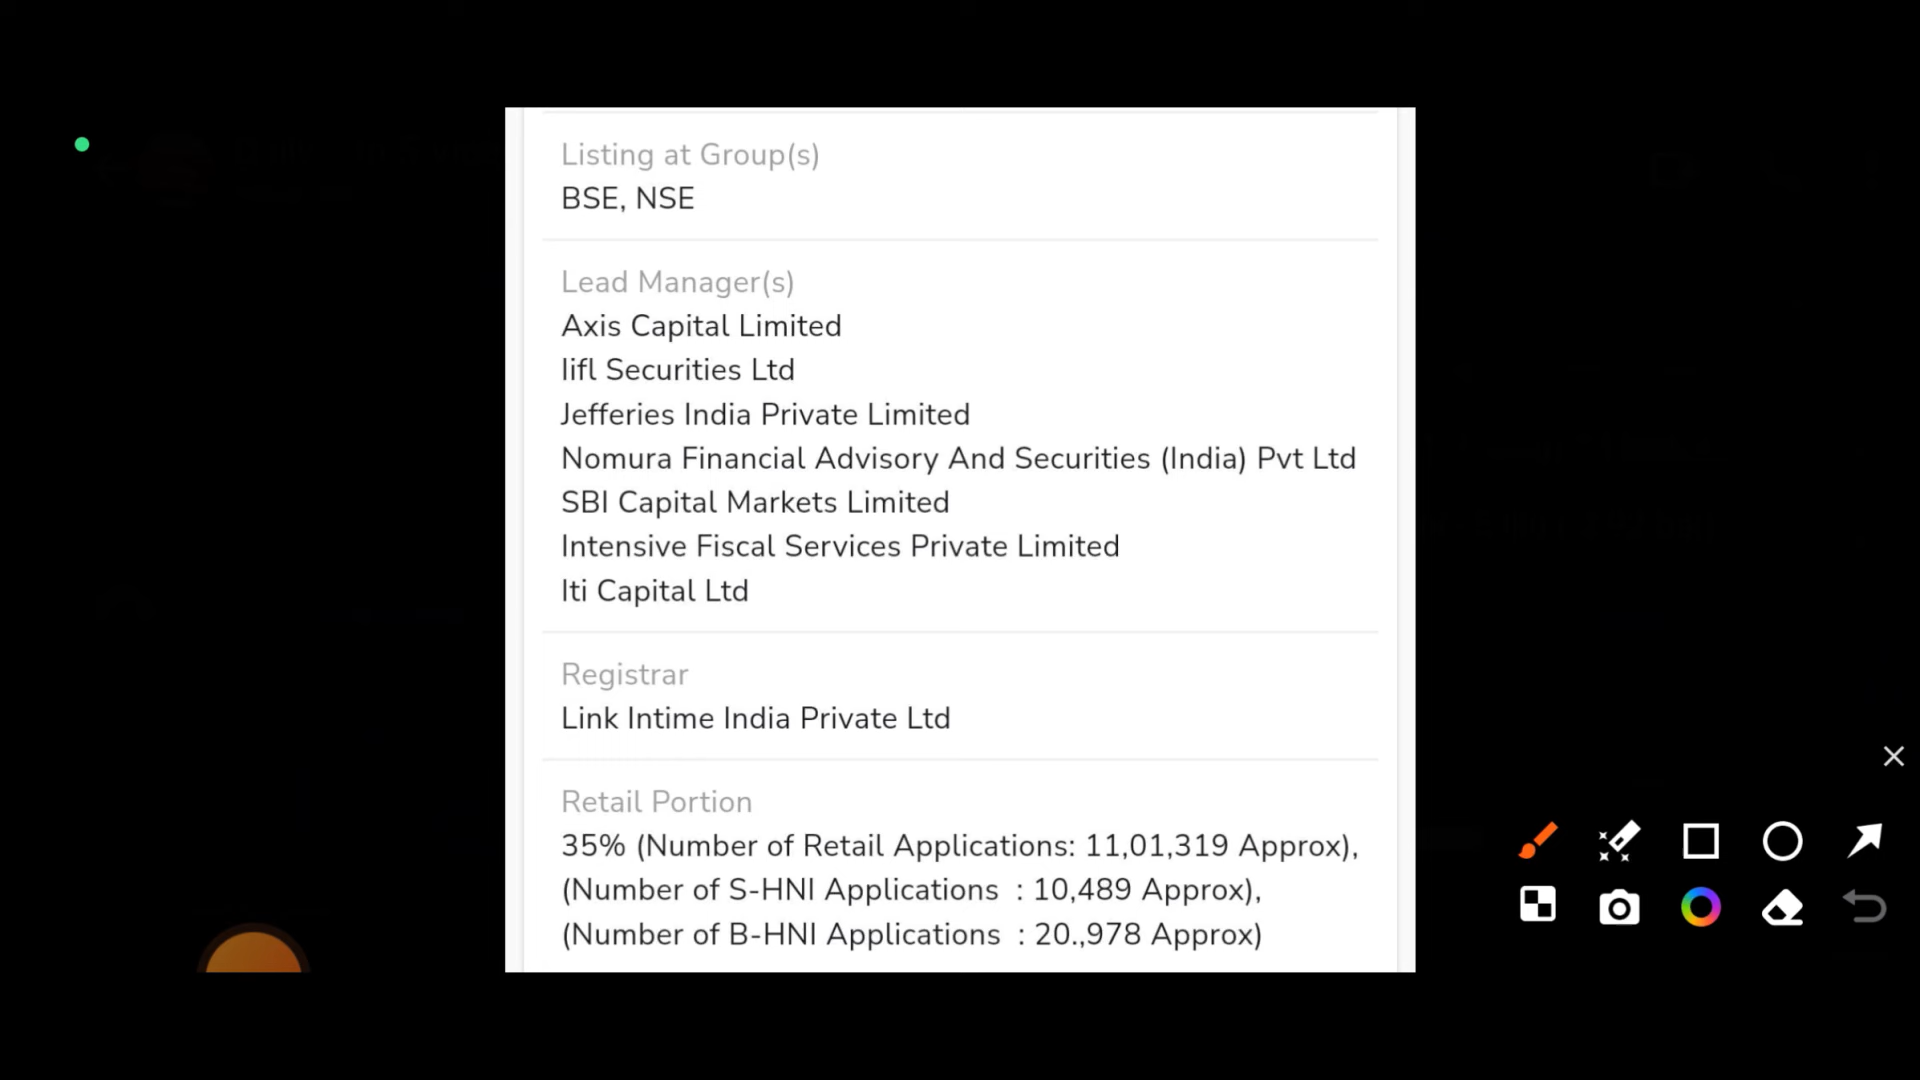 Listing at Group(s)
BSE, NSE
Lead Manager(s)
Axis Capital Limited
Iifl Securities Ltd
Jefferies India Private Limited
Nomura Financial Advisory And Securities (India) Pvt Ltd
SBI Capital Markets Limited
Intensive Fiscal Services Private Limited
Iti Capital Ltd
Registrar
Link Intime India Private Ltd
Retail Portion
35% (Number of Retail Applications: 11,01,319 Approx),
(Number of S-HNI Applications : 10,489 Approx),
(Number of B-HNI Applications : 20.,978 Approx)